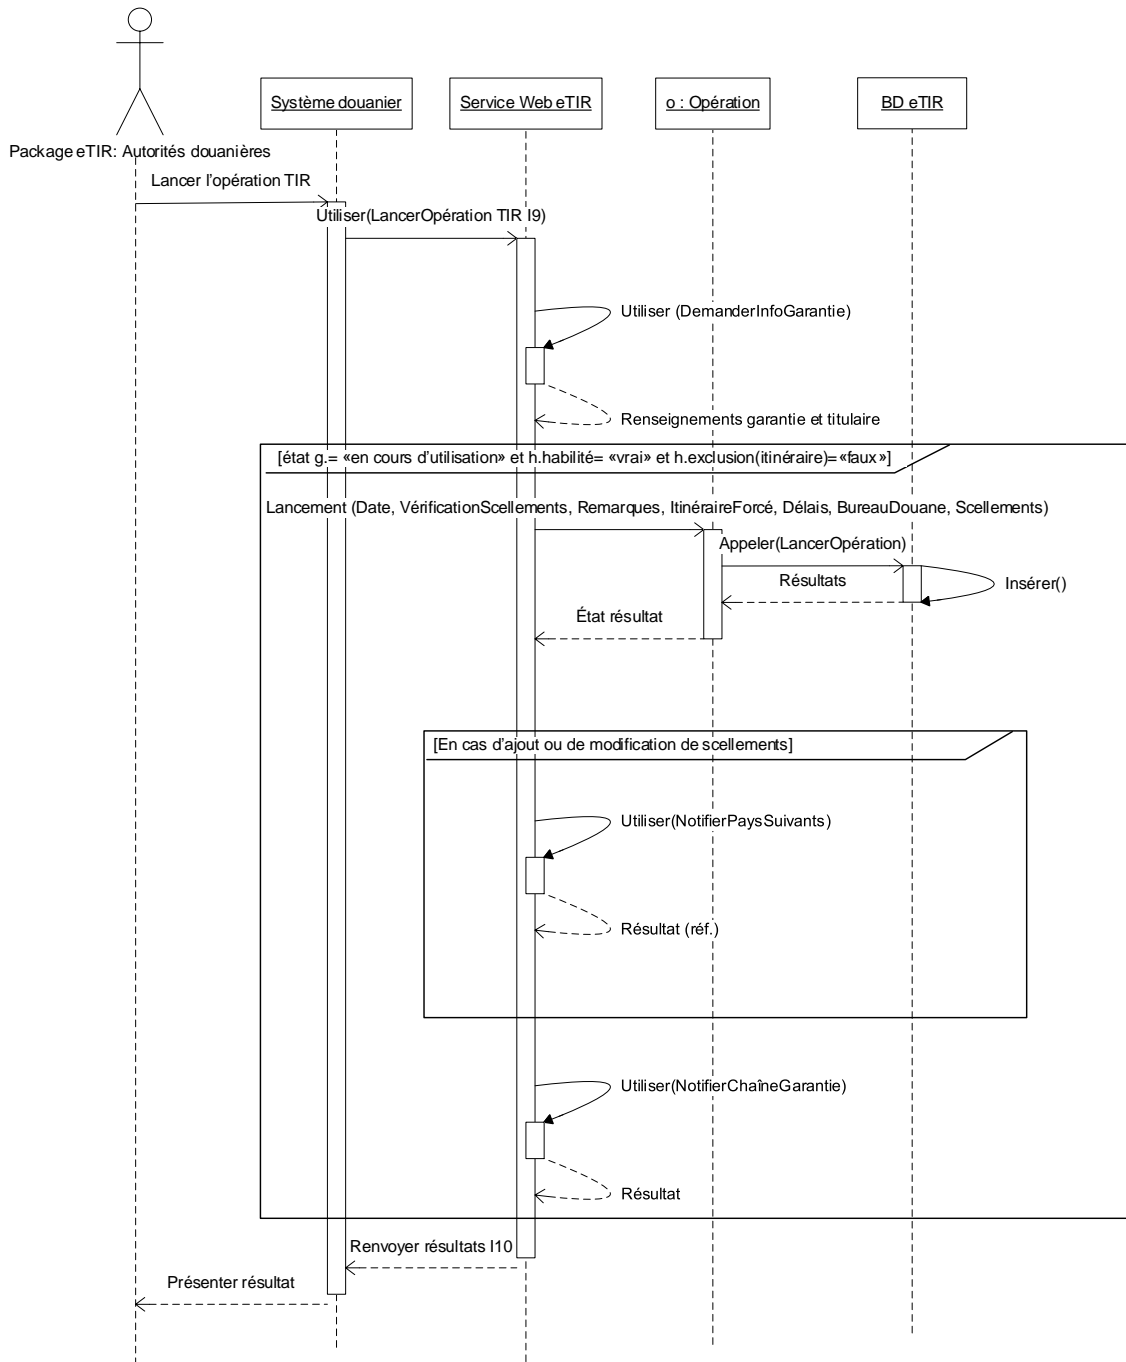 Système douanier
Service Web eTIR
o : Opération
BD eTIR
Package eTIR: Autorités douanières
Lancer l'opération TIR
Utiliser(LancerOpération TIR I9)
Utiliser (DemanderInfoGarantie)
Renseignements garantie et titulaire
[état g.= «en cours d'utilisation» et h.habilité= «vrai» et h.exclusion(itinéraire)= «faux»]
Lancement (Date, VérificationScellements, Remarques, ItinéraireForcé, Délais, BureauDouane, Scellements)
Appeler(LancerOpération)
Résultats
Insérer()
État résultat
[En cas d'ajout ou de modification de scellements]
Utiliser(NotifierPaysSuivants)
Résultat (réf.)
Utiliser(NotifierChaîneGarantie)
Résultat
Renvoyer résultats I10
Présenter résultat